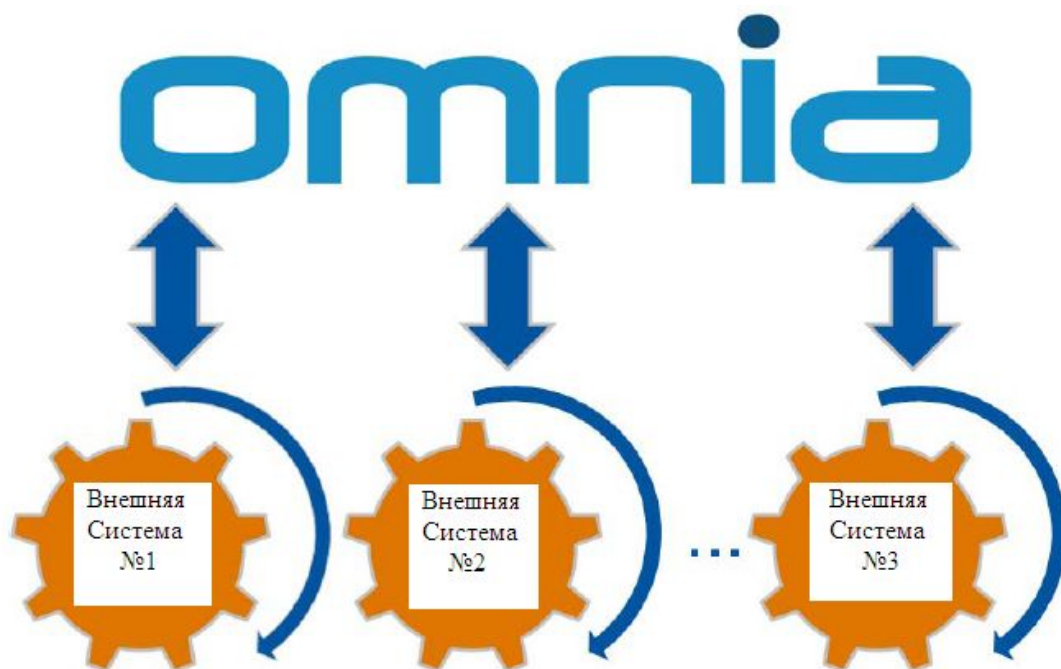 omnia
Внешняя
Система
№1
Внешняя
Система
№2
...
Внешняя
Система
№3